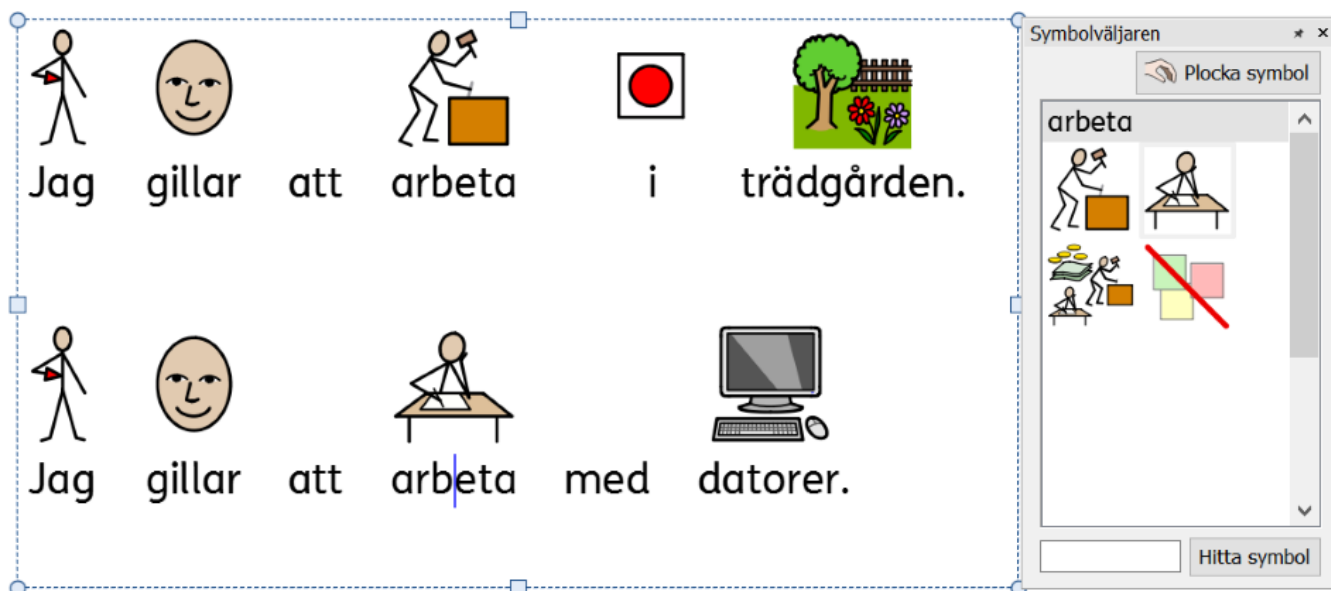 Jag gillar att arbeta i trädgården.
Jag gillar att arbeta med datorer.
Symbolväljaren
Plocka symbol
arbeta
Hitta symbol